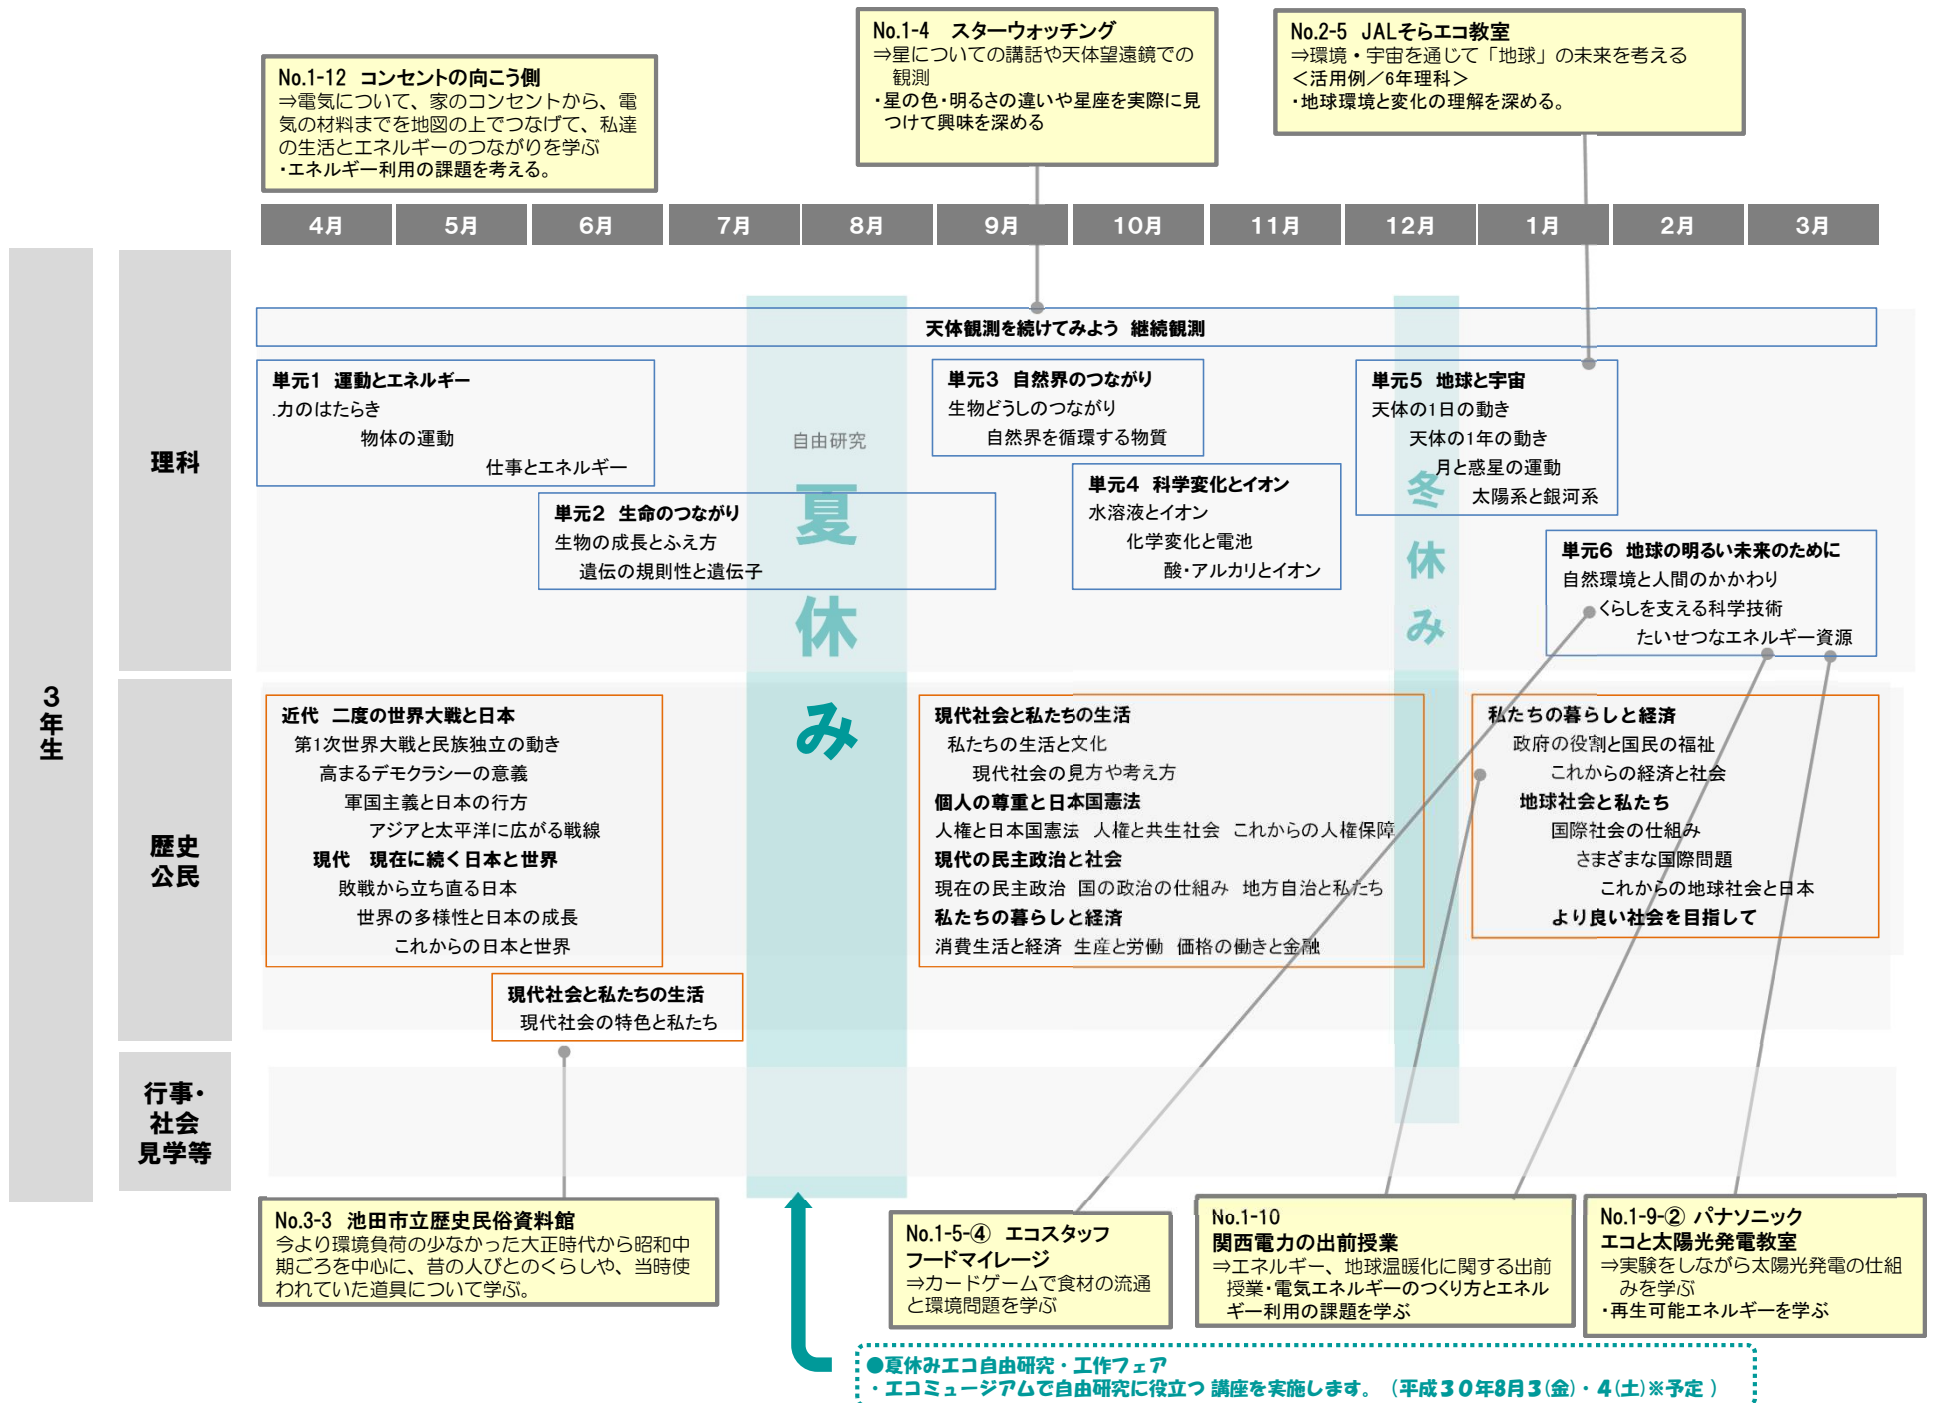 No.1-12 コンセントの向こう側
⇒電気について、家のコンセントから、電
気の材料までを地図の上でつなげて、私達
の生活とエネルギーのつながりを学ぶ
・エネルギー利用の課題を考える。
No.1-4 スターウォッチング
⇒星についての講話や天体望遠鏡での
観測
・星の色・明るさの違いや星座を実際に見
つけて興味を深める
No.2-5 JALそらエコ教室
⇒環境・宇宙を通じて「地球」の未来を考える
＜活用例／6年理科＞
・地球環境と変化の理解を深める。
4月 5月 6月 7月 8月 9月 10月 11月 12月 1月 2月 3月
3年生
理科
天体観測を続けてみよう 継続観測
単元1 運動とエネルギー
.力のはたらき
物体の運動
仕事とエネルギー
単元2 生命のつながり
生物の成長とふえ方
遺伝の規則性と遺伝子
自由研究
夏休み
単元3 自然界のつながり
生物どうしのつながり
自然界を循環する物質
単元4 科学変化とイオン
水溶液とイオン
化学変化と電池
酸・アルカリとイオン
単元5 地球と宇宙
天体の1日の動き
天体の1年の動き
月と惑星の運動
太陽系と銀河系
冬休み
単元6 地球の明るい未来のために
自然環境と人間のかかわり
くらしを支える科学技術
たいせつなエネルギー資源
歴史
公民
近代 二度の世界大戦と日本
第1次世界大戦と民族独立の動き
高まるデモクラシーの意義
軍国主義と日本の行方
アジアと太平洋に広がる戦線
現代 現在に続く日本と世界
敗戦から立ち直る日本
世界の多様性と日本の成長
これからの日本と世界
現代社会と私たちの生活
現代社会の特色と私たち
現代社会と私たちの生活
私たちの生活と文化
現代社会の見方や考え方
個人の尊重と日本国憲法
人権と日本国憲法 人権と共生社会 これからの人権保障
現代の民主政治と社会
現在の民主政治 国の政治の仕組み 地方自治と私たち
私たちの暮らしと経済
消費生活と経済 生産と労働 価格の働きと金融
私たちの暮らしと経済
政府の役割と国民の福祉
これからの経済と社会
地球社会と私たち
国際社会の仕組み
さまざまな国際問題
これからの地球社会と日本
より良い社会を目指して
行事・
社会
見学等
No.3-3 池田市立歴史民俗資料館
今より環境負荷の少なかった大正時代から昭和中
期ごろを中心に、昔の人びとのくらしや、当時使
われていた道具について学ぶ。
No.1-5-④ エコスタッフ
フードマイレージ
⇒カードゲームで食材の流通
と環境問題を学ぶ
No.1-10
関西電力の出前授業
⇒エネルギー、地球温暖化に関する出前
授業・電気エネルギーのつくり方とエネル
ギー利用の課題を学ぶ
No.1-9-② パナソニック
エコと太陽光発電教室
⇒実験をしながら太陽光発電の仕組
みを学ぶ
・再生可能エネルギーを学ぶ
●夏休みエコ自由研究・工作フェア
・エコミュージアムで自由研究に役立つ 講座を実施します。（平成３０年8月３(金)・４(土)※予定 ）